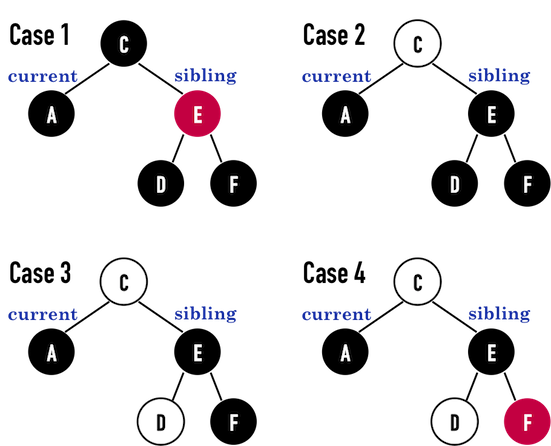 Case 1
C
current
sibling
A
E
D
F
Case 2
C
current
sibling
A
E
D
F
Case 3
C
current
sibling
A
E
D
F
Case 4
C
current
sibling
A
E
D
F